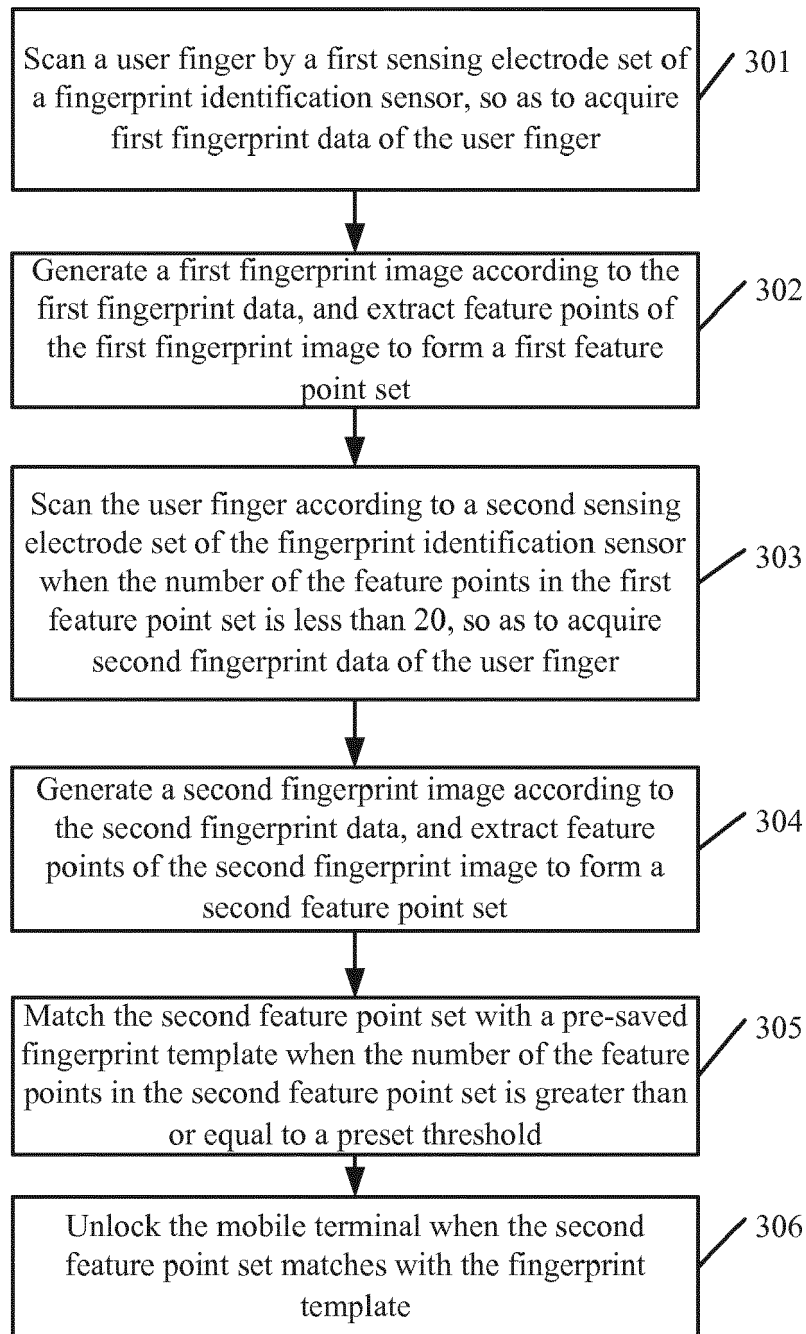 Scan a user finger by a first sensing electrode set of
a fingerprint identification sensor, so as to acquire
first fingerprint data of the user finger
301
Generate a first fingerprint image according to the
first fingerprint data, and extract feature points of
the first fingerprint image to form a first feature
point set
302
Scan the user finger according to a second sensing
electrode set of the fingerprint identification sensor
when the number of the feature points in the first
feature point set is less than 20, so as to acquire
second fingerprint data of the user finger
303
Generate a second fingerprint image according to
the second fingerprint data, and extract feature
points of the second fingerprint image to form a
second feature point set
304
Match the second feature point set with a pre-saved
fingerprint template when the number of the feature
points in the second feature point set is greater than
or equal to a preset threshold
305
Unlock the mobile terminal when the second
feature point set matches with the fingerprint
template
306